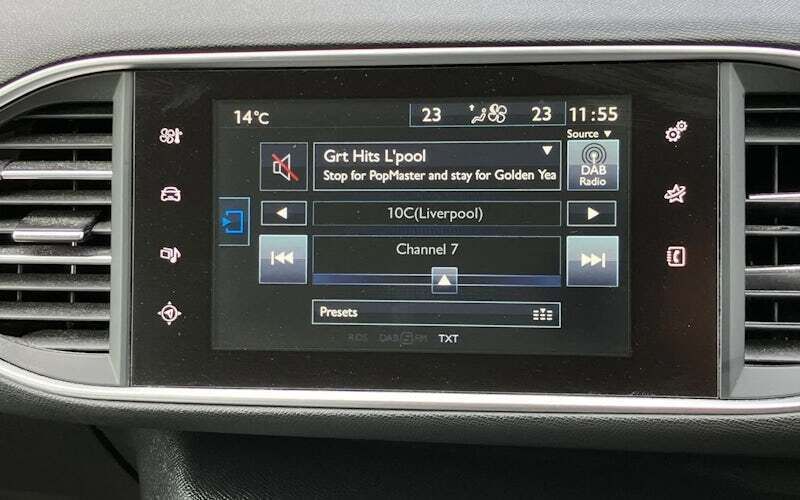 14°C 23 23 11:55
Source ▼
Grt Hits L'pool
Stop for PopMaster and stay for Golden Yea
DAB
Radio
10C(Liverpool)
Channel 7
Presets
RDS DAB FM TXT